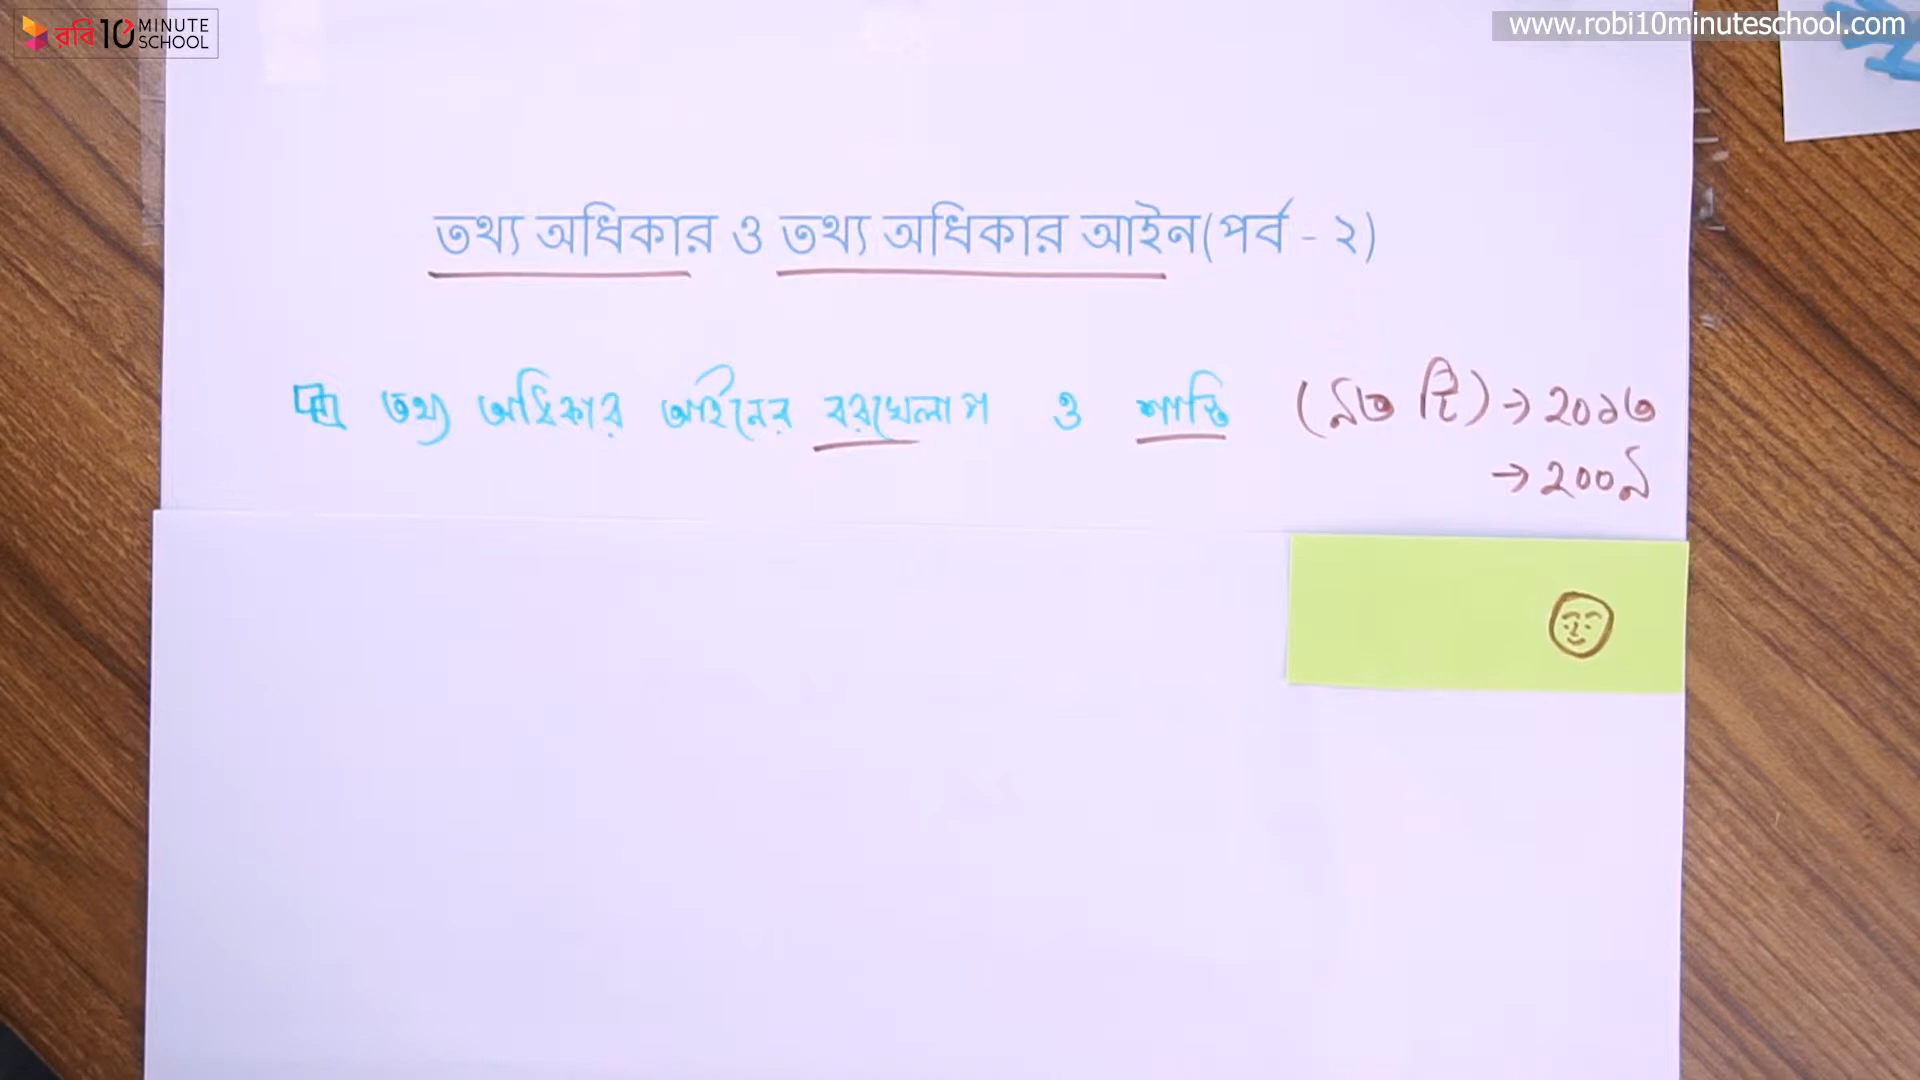 রবি 10 MINUTE SCHOOL
www.robi10minuteschool.com
তথ্য অধিকার ও তথ্য অধিকার আইন(পর্ব - ২)
তথ্য অধিকার আইনের বরখেলাপ ও শাস্তি (৯ও টি) → ২০১৩
→ ২০০৯